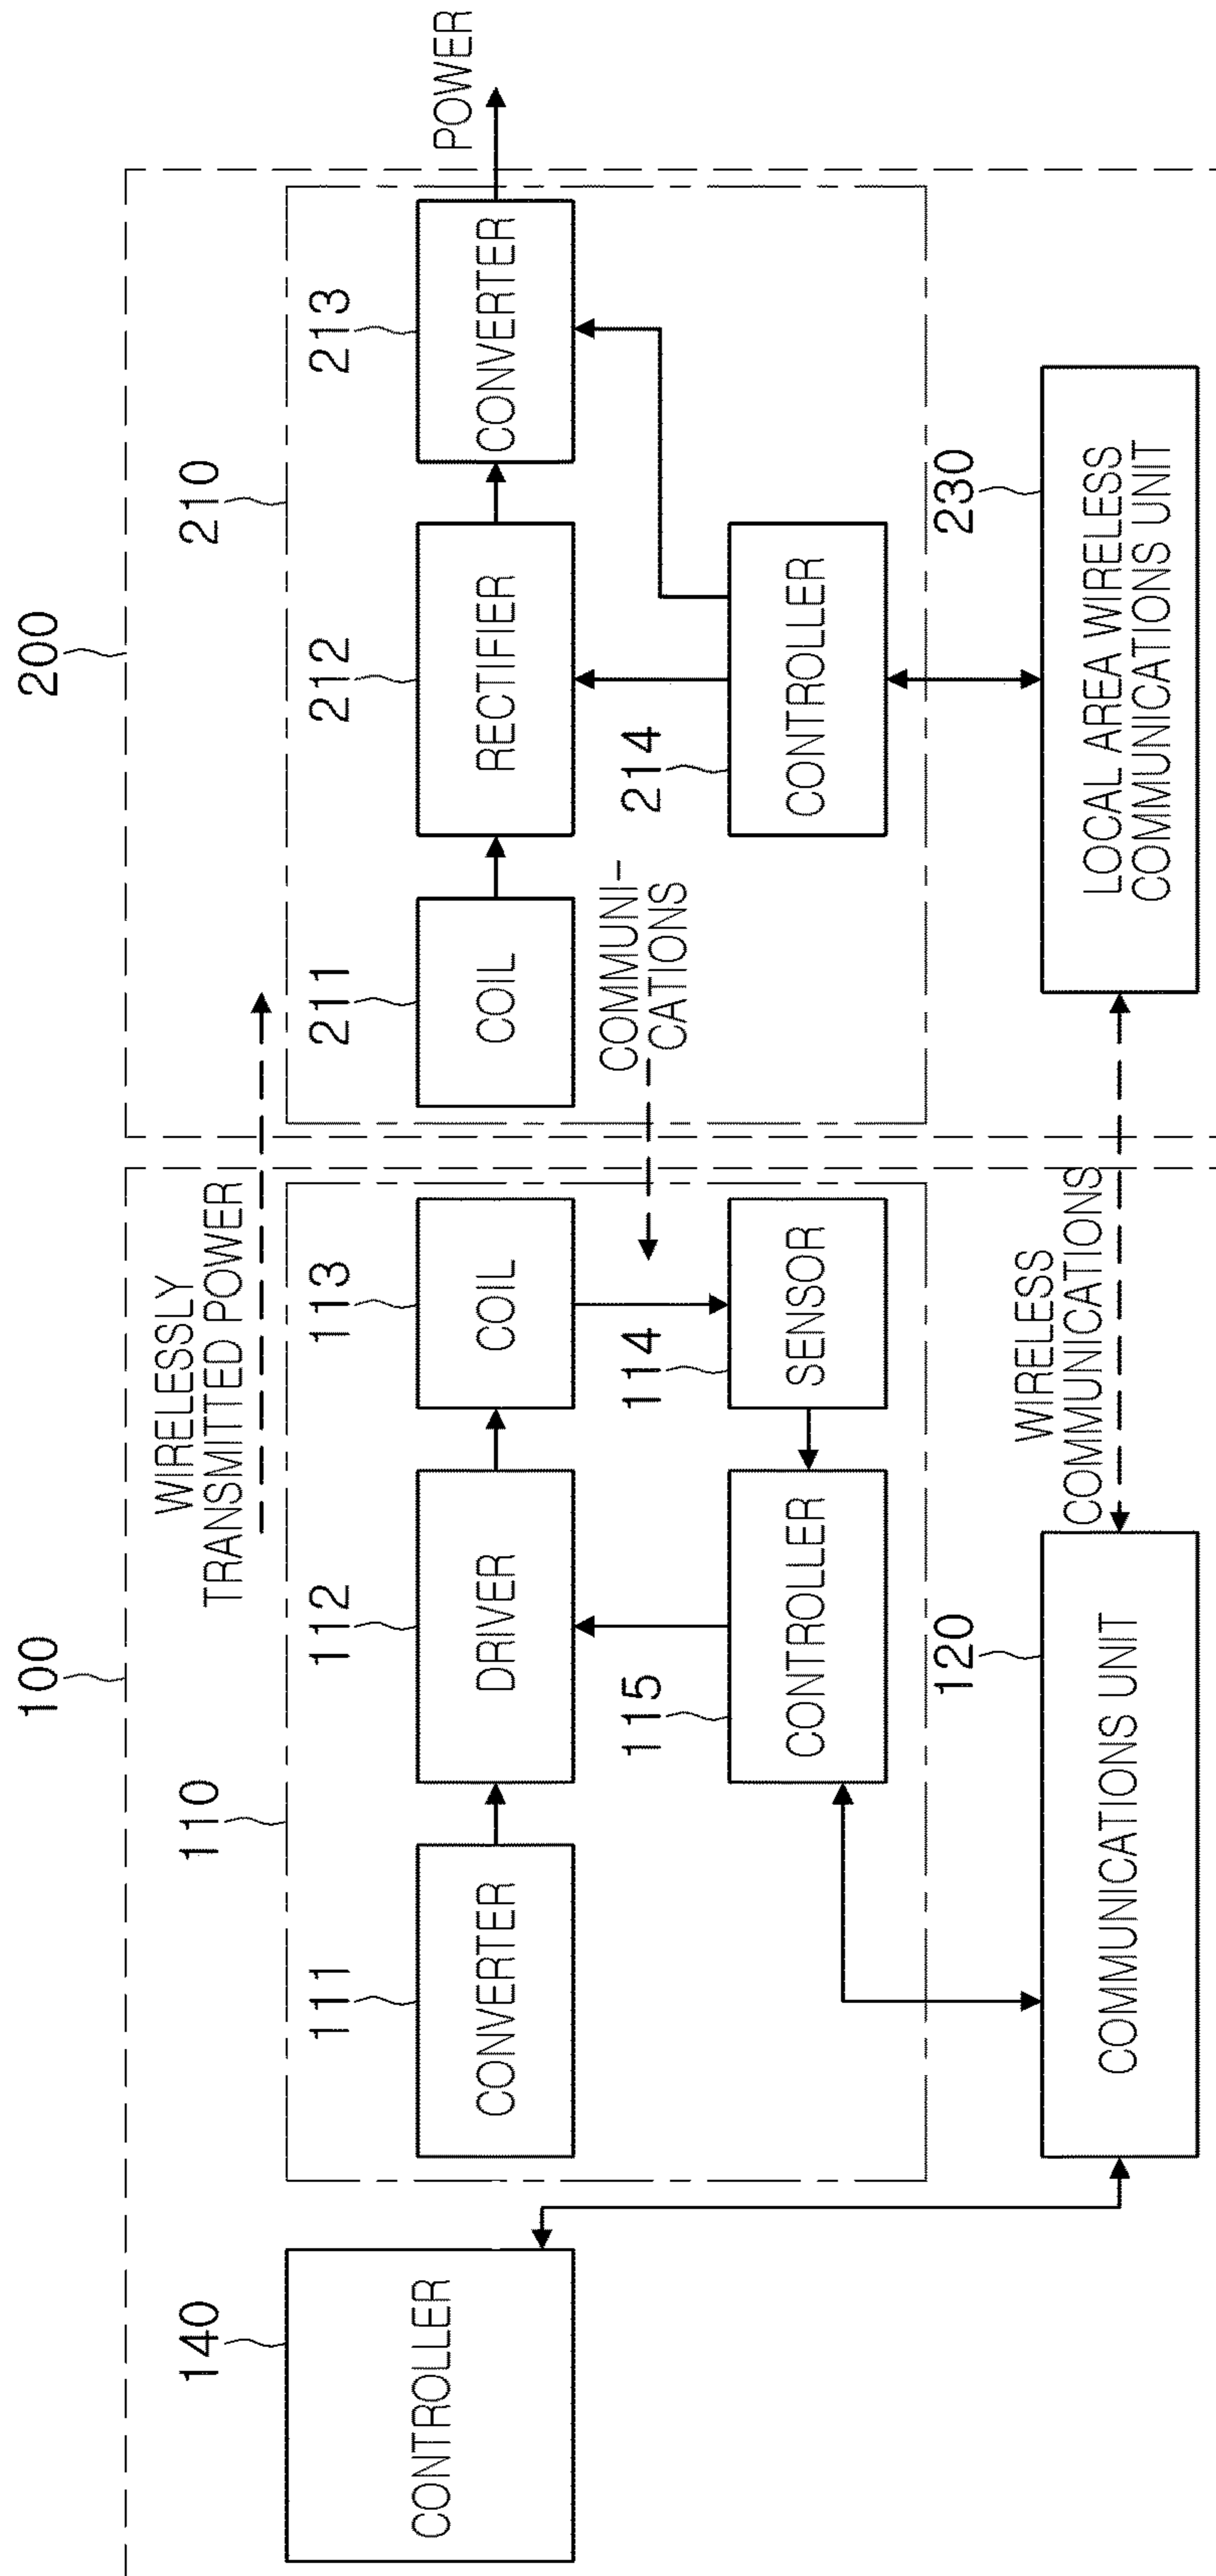 100
200
WIRELESSLY
TRANSMITTED POWER
140
110
210
111
112
113
211
212
213
CONTROLLER
CONVERTER
DRIVER
COIL
COIL
RECTIFIER
CONVERTER
POWER
115
114
COMMUNI-
CATIONS
214
CONTROLLER
SENSOR
CONTROLLER
120
230
WIRELESS
COMMUNICATIONS
COMMUNICATIONS UNIT
LOCAL AREA WIRELESS
COMMUNICATIONS UNIT